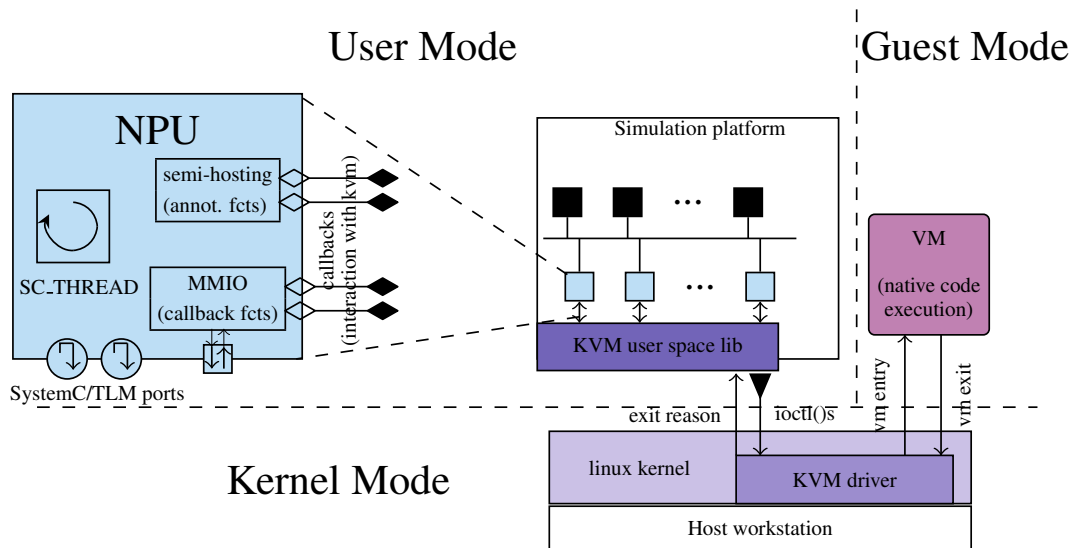 User Mode
Guest Mode
NPU
Simulation platform
semi-hosting
(annot. fcts)
callbacks
(interaction with kvm)
...
SC-THREAD
MMIO
(callback fcts)
...
VM
(native code
execution)
KVM user space lib
SystemC/TLM ports
exit reason
ioctl()s
vm entry
vm exit
Kernel Mode
linux kernel
KVM driver
Host workstation